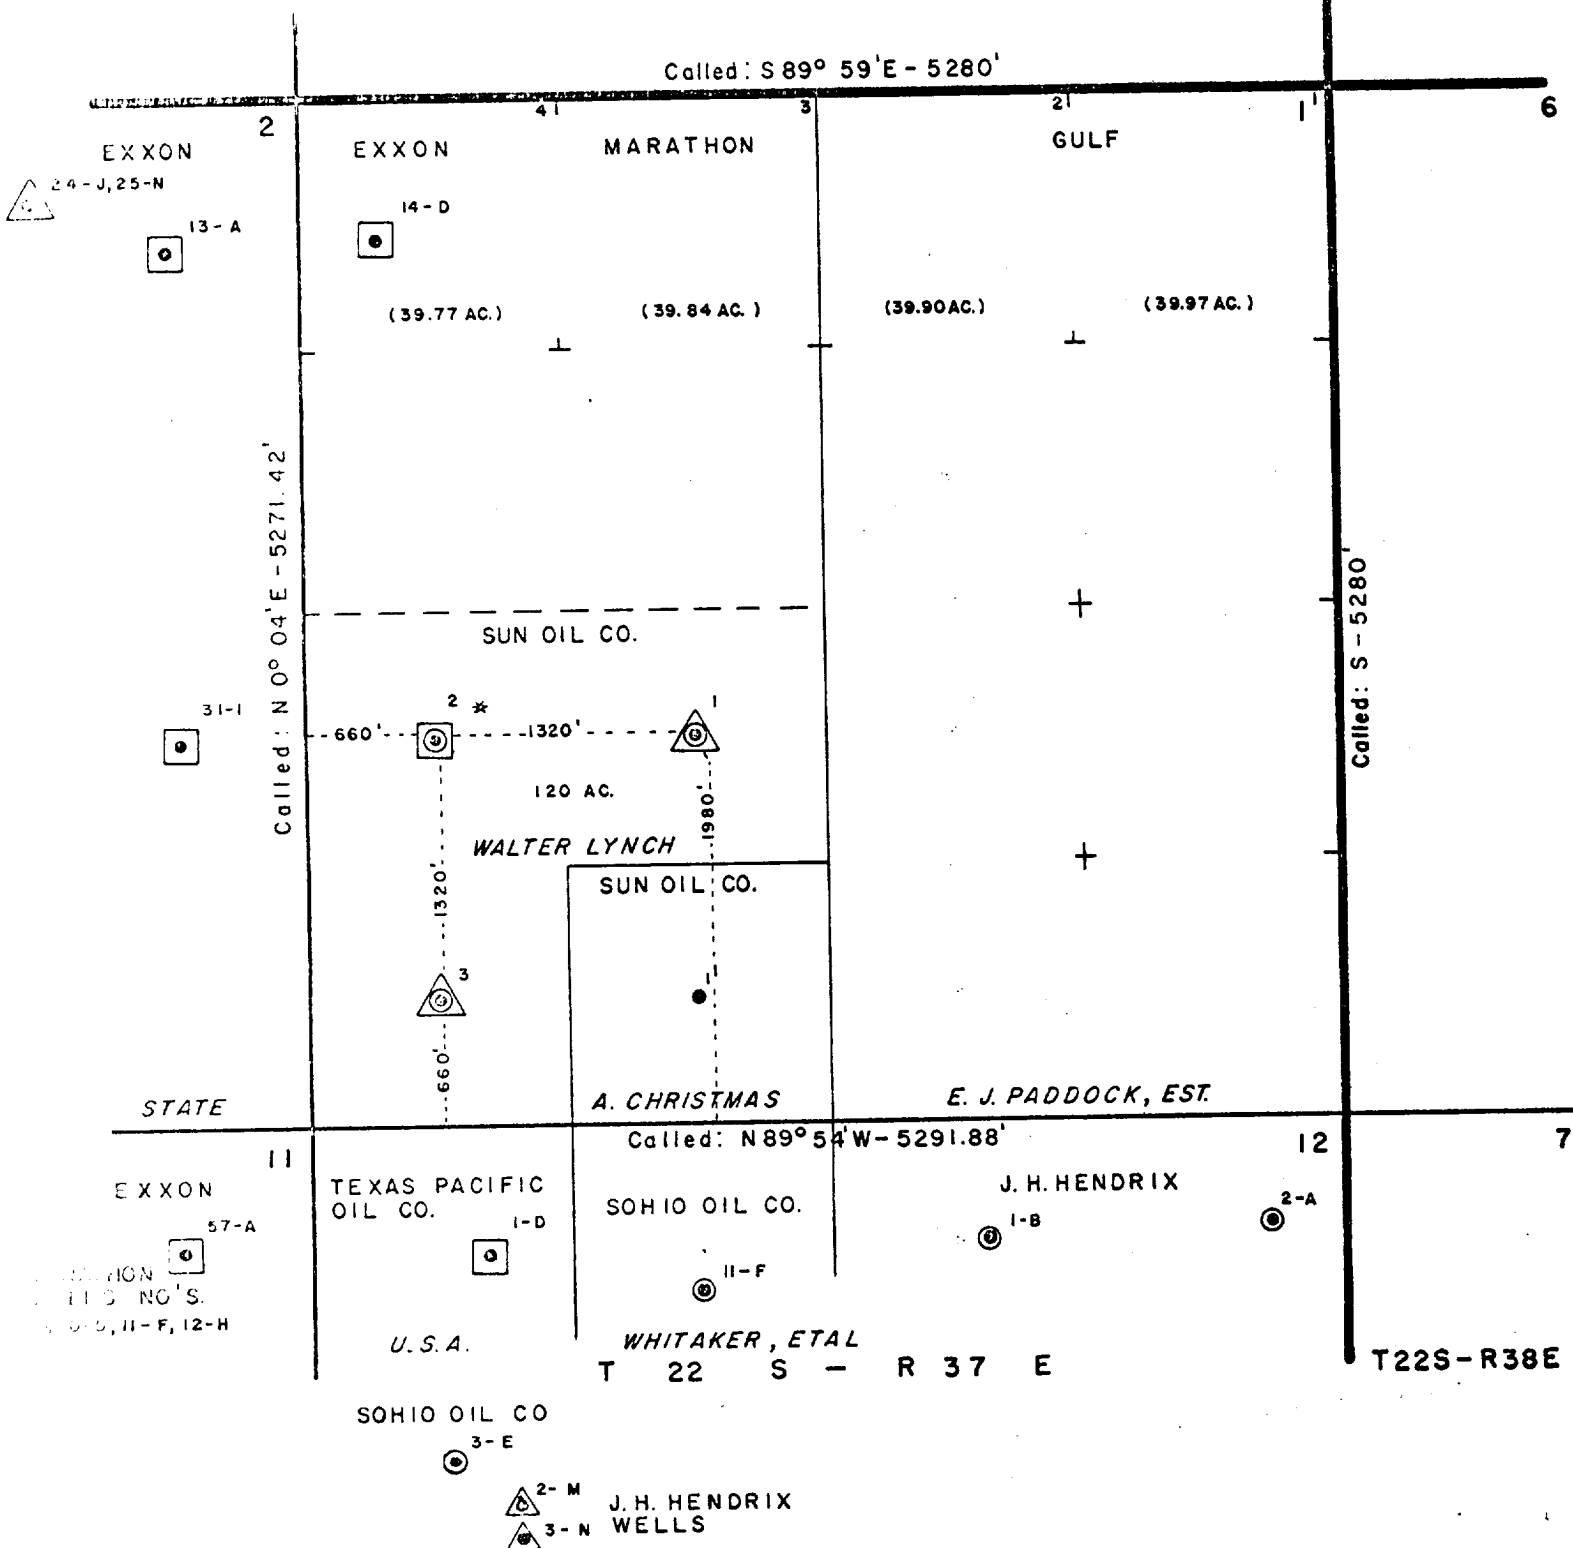 Called: S 89° 59'E - 5280'
2
4
3
2
1
6
EXXON
EXXON
MARATHON
GULF
24-J, 25-N
13-A
14-D
(39.77 AC.)
(39.84 AC.)
(39.90AC.)
(39.97 AC.)
Called: N 0° 04'E - 5271.42'
Called: S - 5280'
SUN OIL CO.
31-1
2 *
1
660'
1320'
120 AC.
1980'
WALTER LYNCH
SUN OIL CO.
1320'
3
1
660'
STATE
A. CHRISTMAS
E. J. PADDOCK, EST.
Called: N 89° 54'W - 5291.88'
11
12
7
EXXON
TEXAS PACIFIC
OIL CO.
SOHIO OIL CO.
J. H. HENDRIX
57-A
1-D
11-F
1-B
2-A
NO'S.
11-F, 12-H
U.S.A.
WHITAKER, ETAL
T 22 S - R 37 E
T22S-R38E
SOHIO OIL CO
3-E
2-M
J. H. HENDRIX
3-N
WELLS